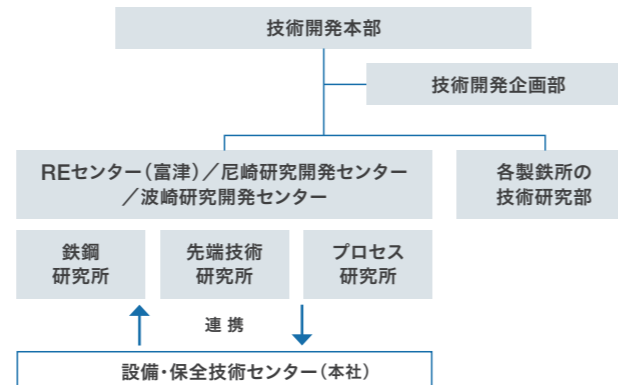 技術開発本部
技術開発企画部
REセンター（富津）／尼崎研究開発センター
／波崎研究開発センター
各製鉄所の
技術研究部
鉄鋼
研究所
先端技術
研究所
プロセス
研究所
連携
設備・保全技術センター（本社）